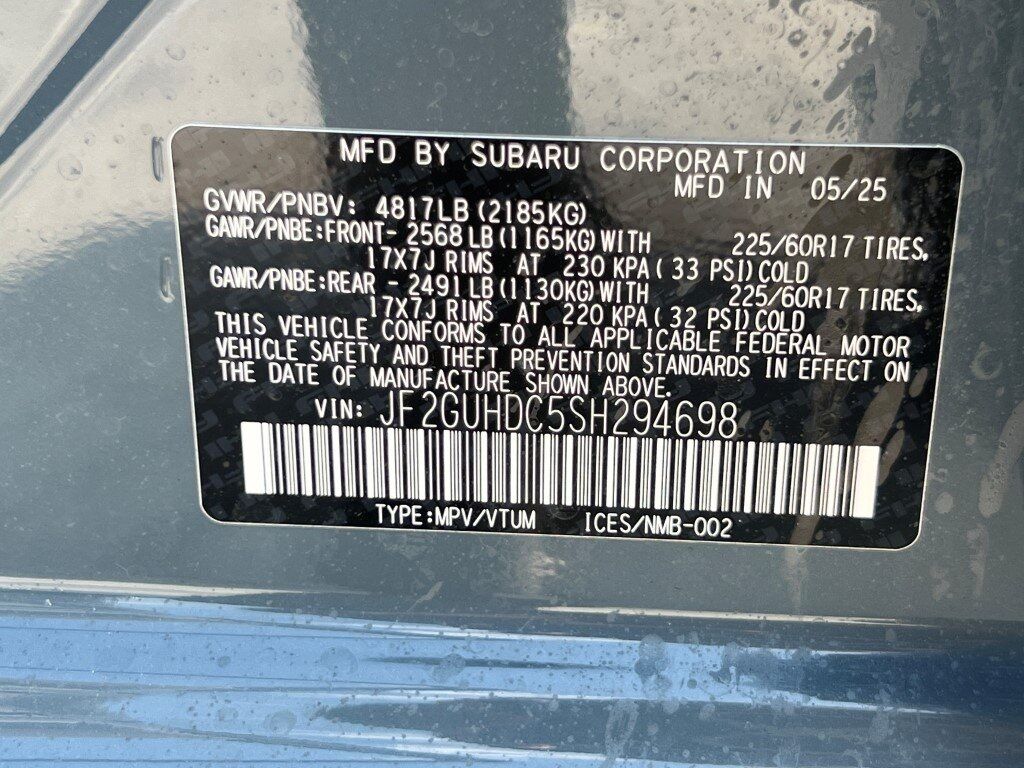 MFD BY SUBARU CORPORATION
MFD IN 05/25
GVWR/PNBV: 4817LB (2185KG)
GAWR/PNBE:FRONT- 2568 LB (1165KG) WITH 225/60R17 TIRES,
17X7J RIMS AT 230 KPA ( 33 PSI) COLD
GAWR/PNBE:REAR - 2491 LB (1130KG) WITH 225/60R17 TIRES,
17X7J RIMS AT 220 KPA ( 32 PSI) COLD
THIS VEHICLE CONFORMS TO ALL APPLICABLE FEDERAL MOTOR
VEHICLE SAFETY AND THEFT PREVENTION STANDARDS IN EFFECT ON
THE DATE OF MANUFACTURE SHOWN ABOVE.
VIN: JF2GUHDC5SH294698
TYPE:MPV/VTUM ICES/NMB-002